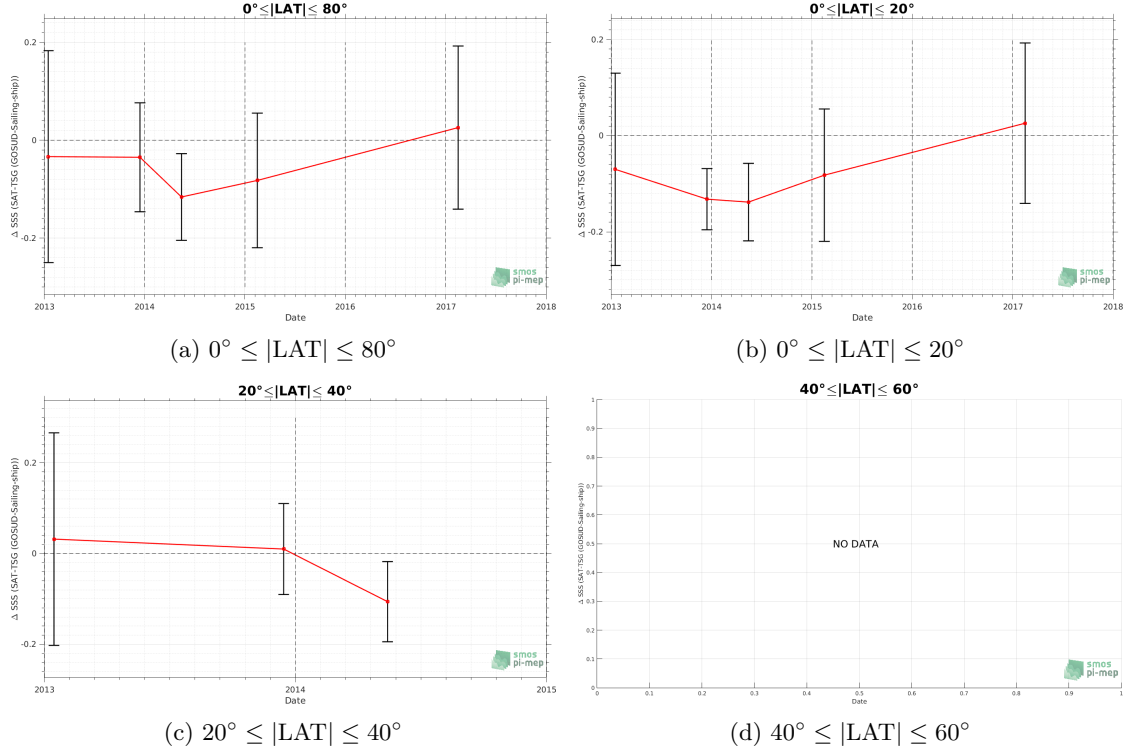 0°≤|LAT|≤ 80°
Δ SSS (SAT-TSG (GOSUD-Sailing-ship))
0.2
0
-0.2
2013 2014 2015 2016 2017 2018
Date
smos
pi-mep
(a) 0° ≤ |LAT| ≤ 80°
0°≤|LAT|≤ 20°
Δ SSS (SAT-TSG (GOSUD-Sailing-ship))
0.2
0
-0.2
2013 2014 2015 2016 2017 2018
Date
smos
pi-mep
(b) 0° ≤ |LAT| ≤ 20°
20°≤|LAT|≤ 40°
Δ SSS (SAT-TSG (GOSUD-Sailing-ship))
0.2
0
-0.2
2013 2014 2015
Date
smos
pi-mep
(c) 20° ≤ |LAT| ≤ 40°
40°≤|LAT|≤ 60°
Δ SSS (SAT-TSG (GOSUD-Sailing-ship))
1
0.9
0.8
0.7
0.6
0.5
0.4
0.3
0.2
0.1
0
NO DATA
0 0.1 0.2 0.3 0.4 0.5 0.6 0.7 0.8 0.9 1
Date
smos
pi-mep
(d) 40° ≤ |LAT| ≤ 60°